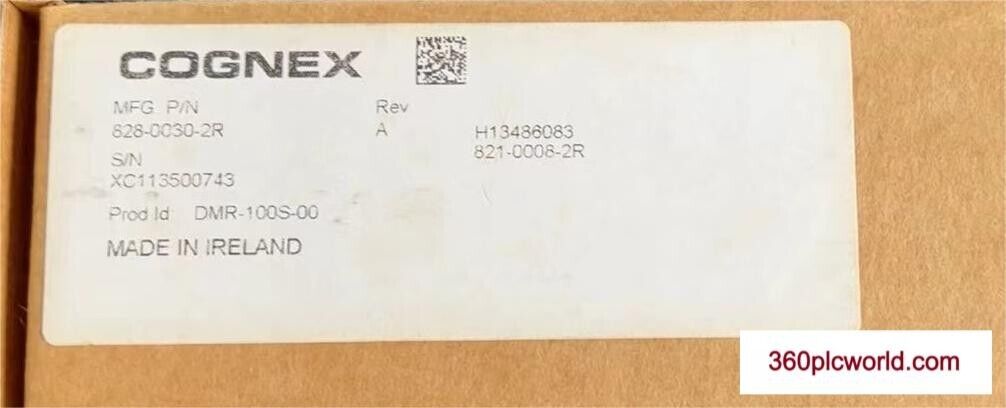 COGNEX
MFG P/N
828-0030-2R
Rev
A
H13486083
821-0008-2R
S/N
XC113500743
Prod Id: DMR-100S-00
MADE IN IRELAND
360plcworld.com